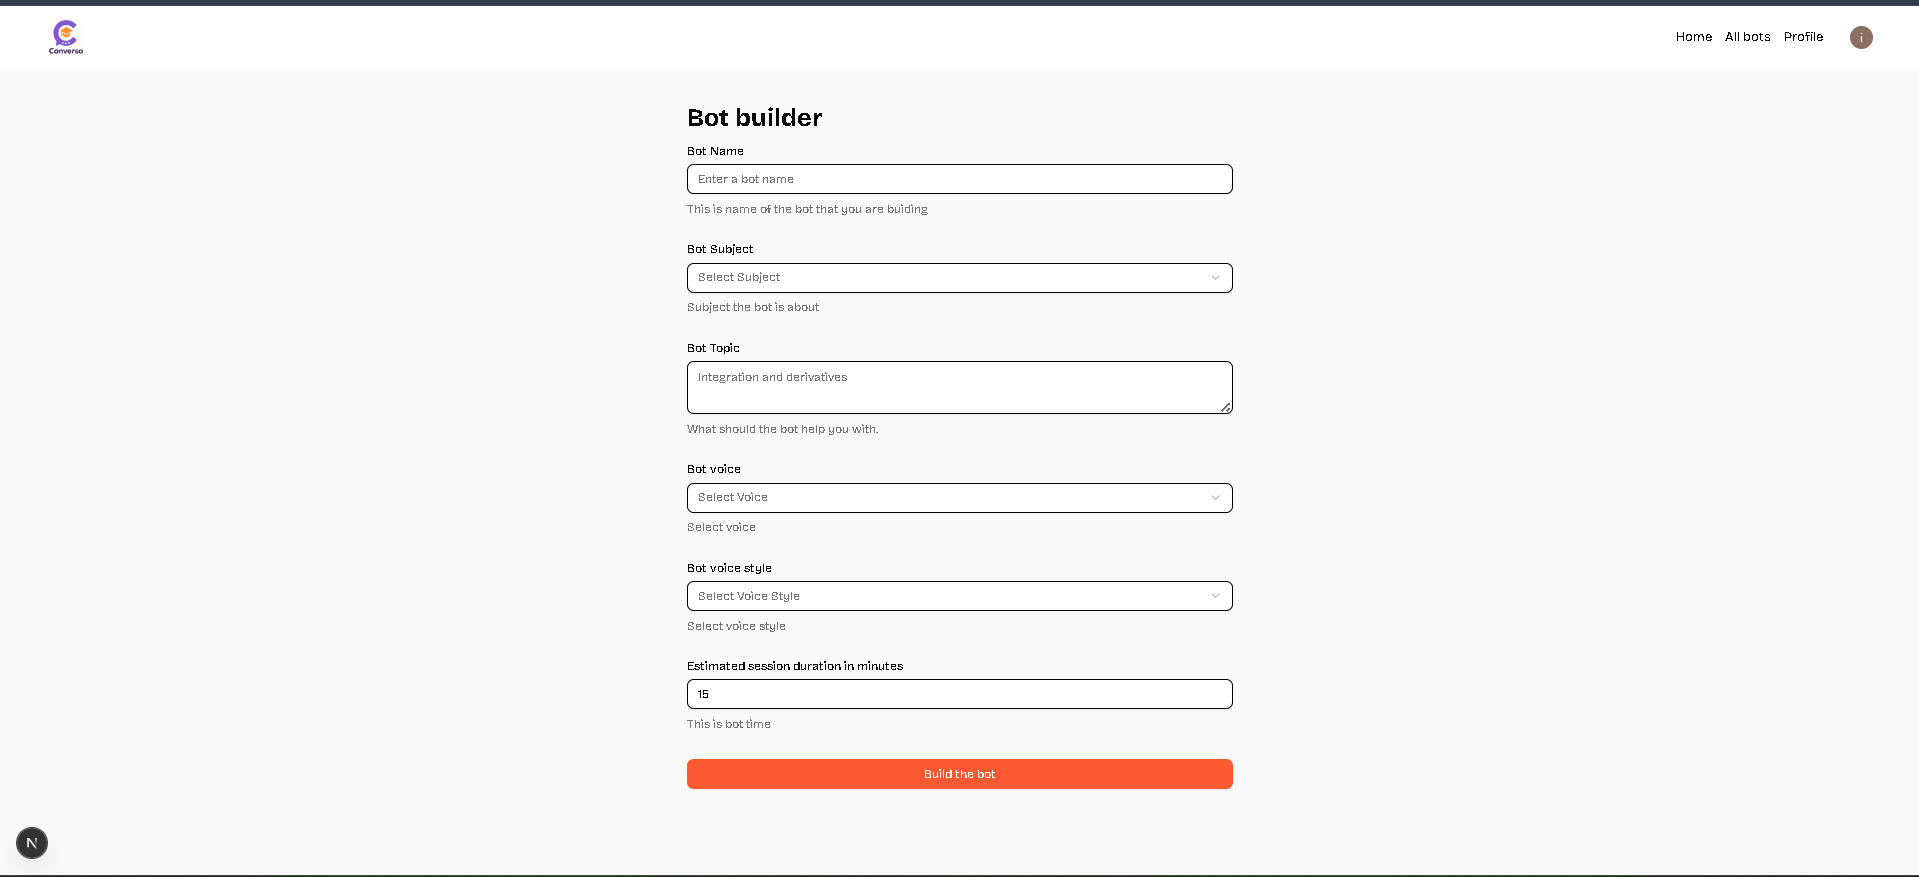 Converso
Home All bots Profile i
Bot builder
Bot Name
Enter a bot name
This is name of the bot that you are buiding
Bot Subject
Select Subject
Subject the bot is about
Bot Topic
Integration and derivatives
What should the bot help you with.
Bot voice
Select Voice
Select voice
Bot voice style
Select Voice Style
Select voice style
Estimated session duration in minutes
15
This is bot time
Build the bot
N